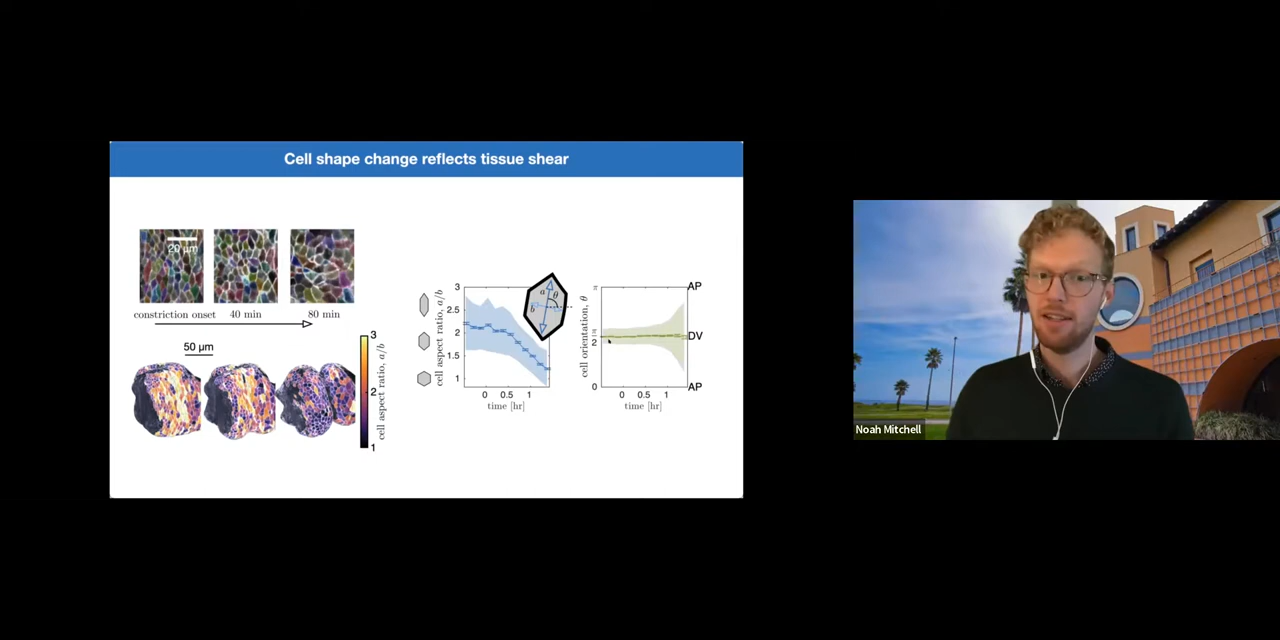 Cell shape change reflects tissue shear
20 μm
constriction onset 40 min 80 min
50 μm
3
2
1
cell aspect ratio, a/b
cell aspect ratio, a/b
3
2.5
2
1.5
1
0 0.5 1
time [hr]
a
b
θ
cell orientation, θ
π
π
2
0
AP
DV
AP
0 0.5 1
time [hr]
Noah Mitchell